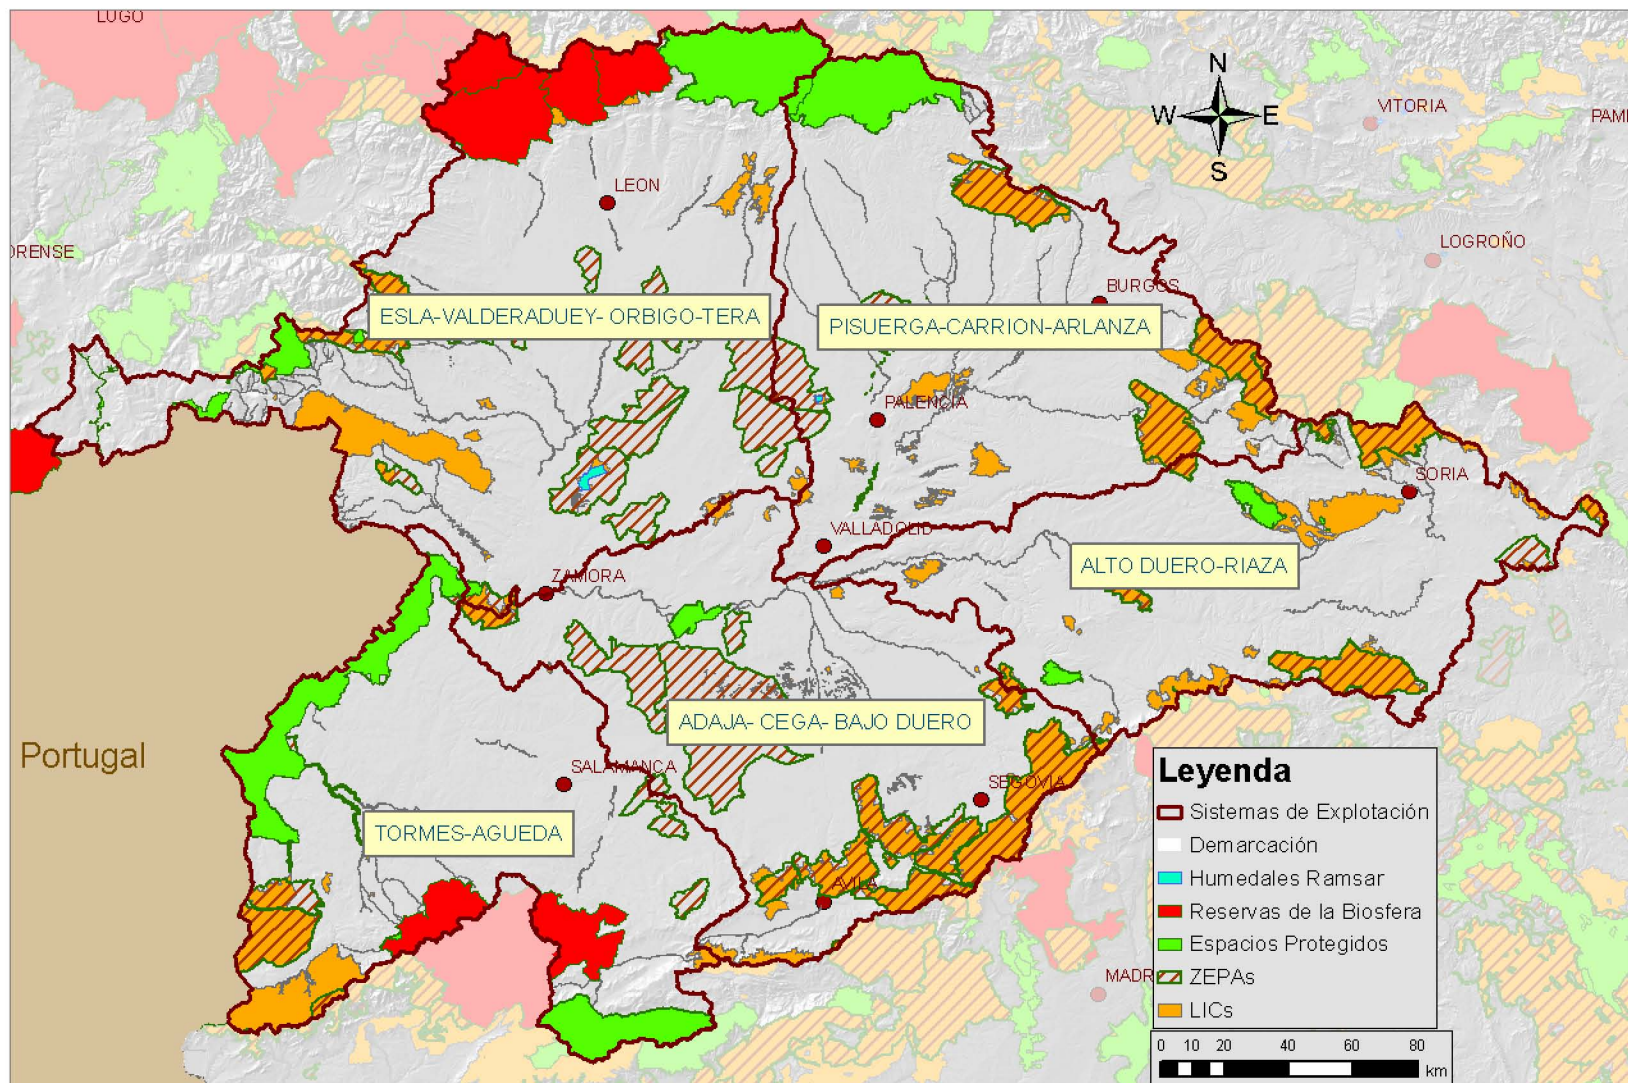 LUGO
N
W
E
S
VITORIA
PAM
LEON
ORENSE
LOGROÑO
BURGOS
ESLA-VALDERADUEY- ORBIGO-TERA
PISUERGA-CARRION-ARLANZA
PALENCIA
SORIA
VALLADOLID
ALTO DUERO-RIAZA
ZAMORA
ADAJA- CEGA- BAJO DUERO
Portugal
SALAMANCA
SEGOVIA
TORMES-AGUEDA
AVILA
MADR
Leyenda
Sistemas de Explotación
Demarcación
Humedales Ramsar
Reservas de la Biosfera
Espacios Protegidos
ZEPAs
LICs
0 10 20 40 60 80
km